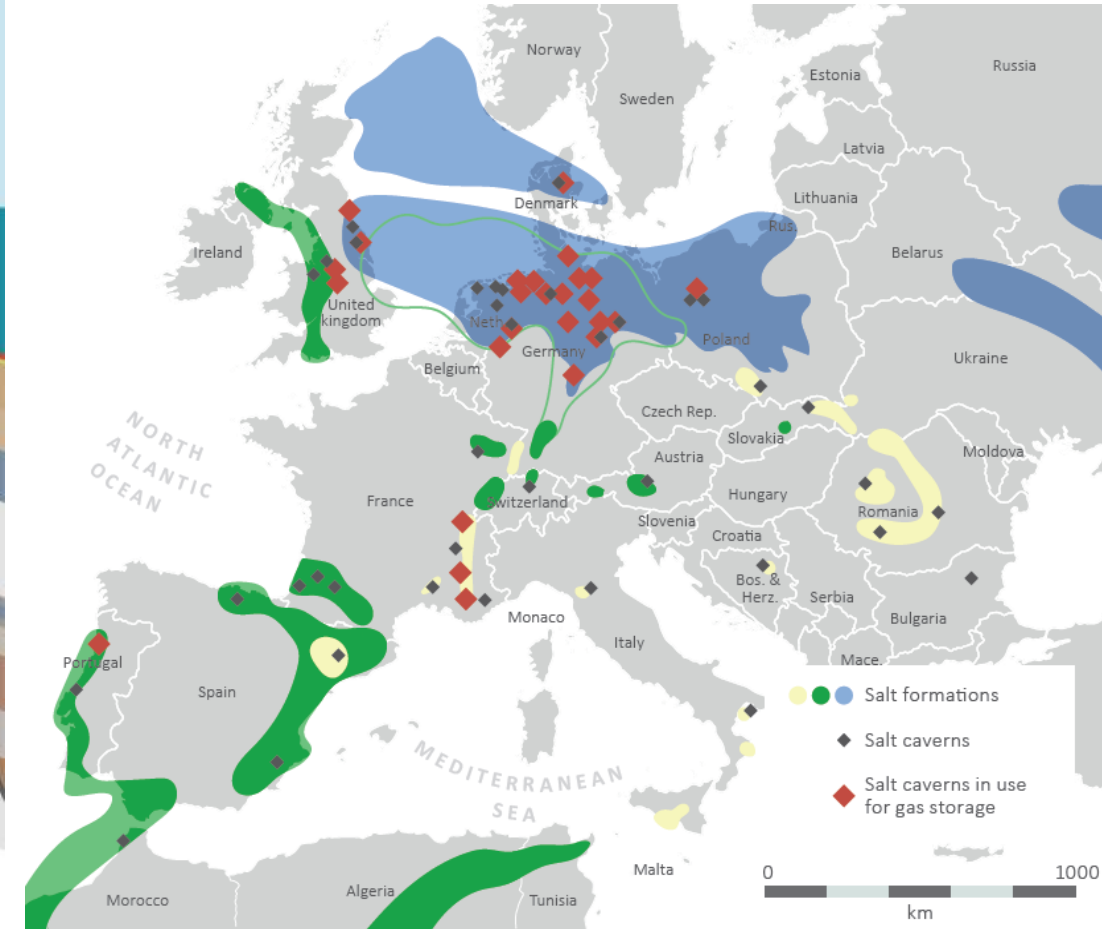 Norway
Sweden
Estonia
Russia
Latvia
Lithuania
Rus.
Denmark
Belarus
Ireland
United
kingdom
Neth.
Poland
Germany
Belgium
Ukraine
Czech Rep.
Slovakia
Moldova
Austria
NORTH
ATLANTIC
OCEAN
France
Switzerland
Hungary
Romania
Slovenia
Croatia
Bos. &
Herz.
Serbia
Bulgaria
Monaco
Italy
Mace.
Portugal
Spain
MEDITERRANEAN
SEA
Malta
Morocco
Algeria
Tunisia
Salt formations
Salt caverns
Salt caverns in use
for gas storage
0 1000
km